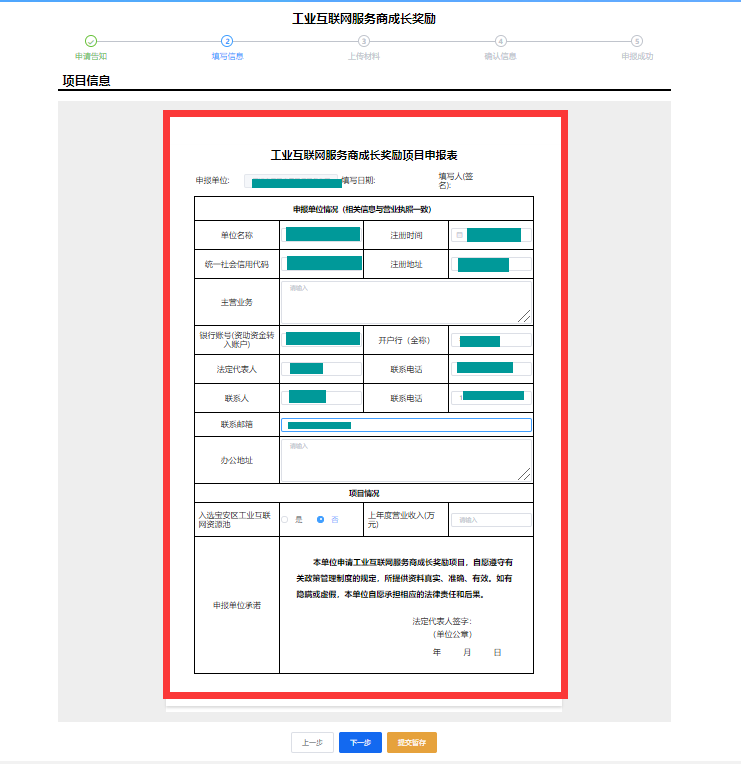 工业互联网服务商成长奖励
2 3 4 5
申请告知 填写信息 上传材料 确认信息 申报成功
项目信息
工业互联网服务商成长奖励项目申报表
申报单位: 填写日期: 填写人(签
名):
申报单位情况（相关信息与营业执照一致）
单位名称 注册时间
统一社会信用代码 注册地址
主营业务 请输入
银行账号(资助资金转
入账户) 开户行（全称）
法定代表人 联系电话
联系人 联系电话 1
联系邮箱
办公地址 请输入
项目情况
入选宝安区工业互联
网资源池 是 否 上年度营业收入(万
元) 请输入
本单位申请工业互联网服务商成长奖励项目，自愿遵守有
关政策管理制度的规定，所提供资料真实、准确、有效。如有
隐瞒或虚假，本单位自愿承担相应的法律责任和后果。
申报单位承诺
法定代表人签字：
（单位公章）
年 月 日
上一步 下一步 提交暂存